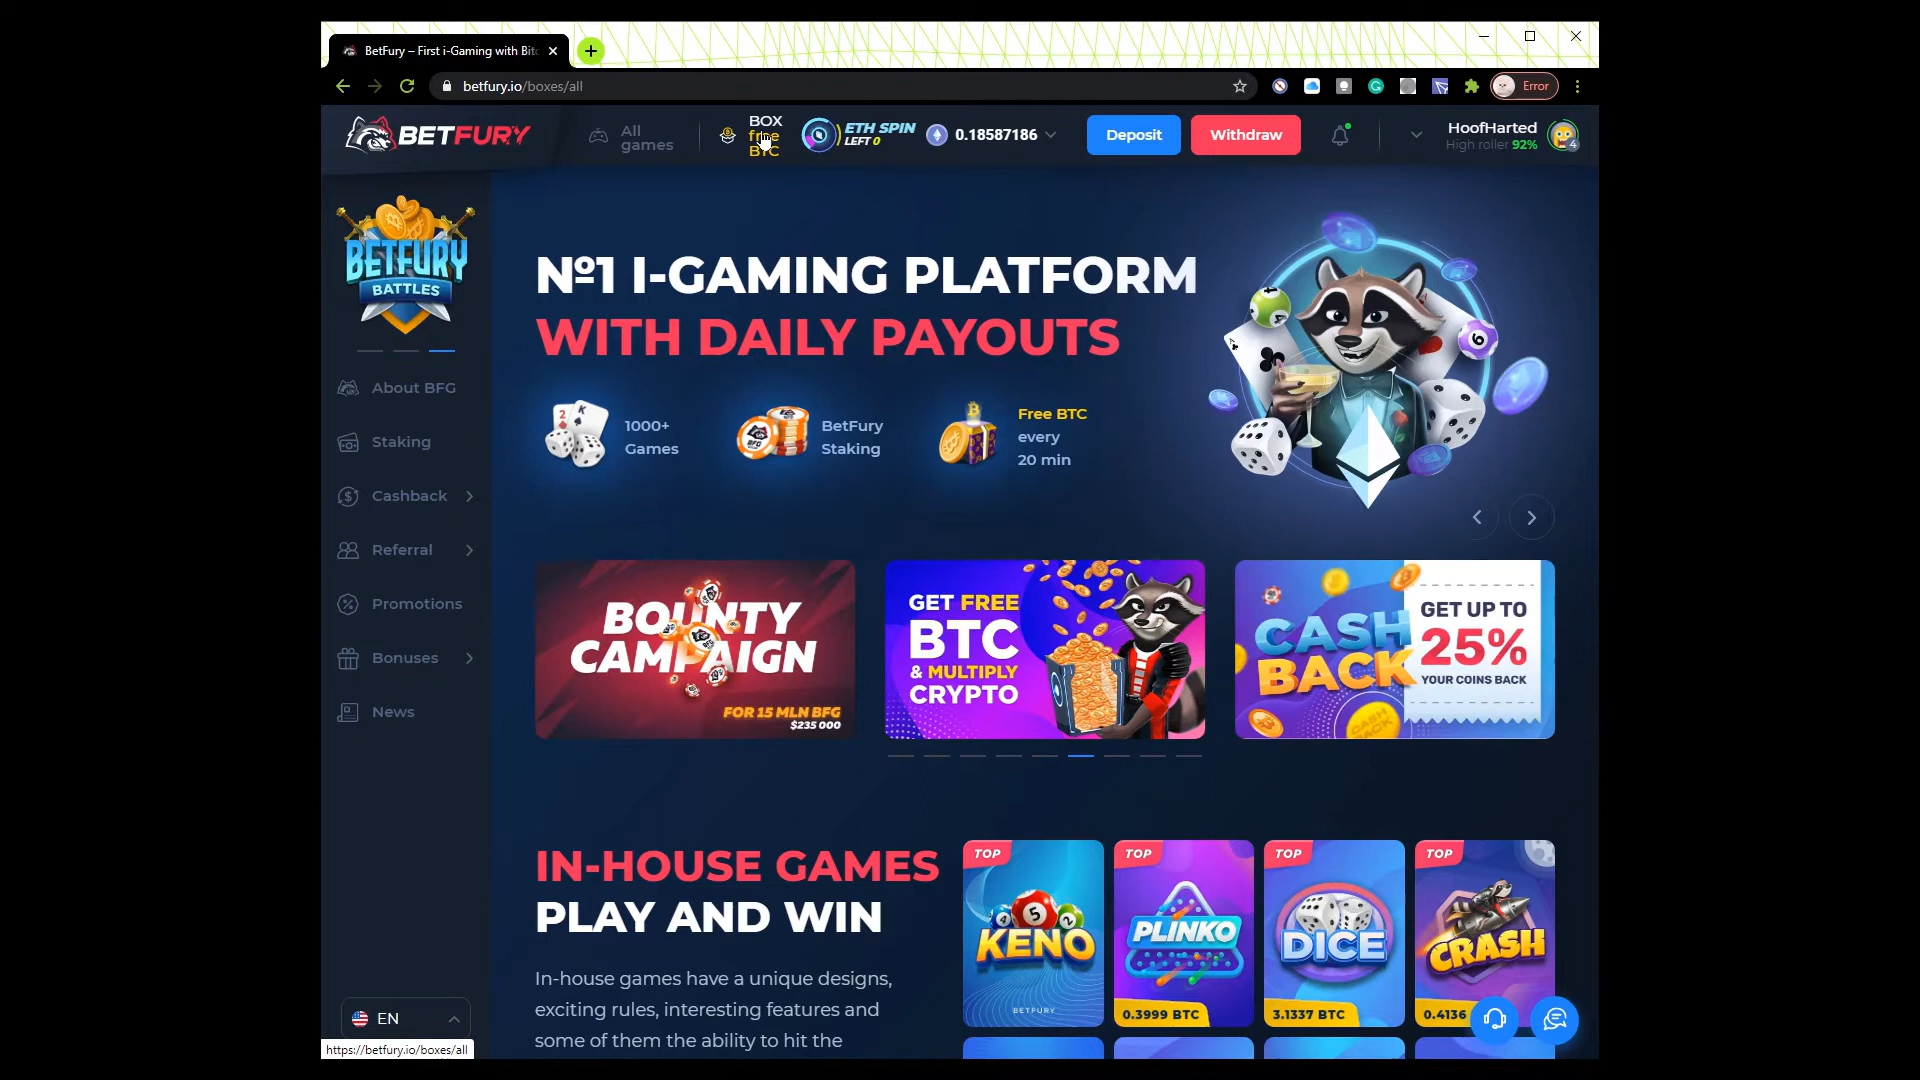 BetFury – First i-Gaming with Bitc
betfury.io/boxes/all
Error
BETFURY
All
games
BOX
free
BTC
ETH SPIN
LEFT 0
0.18587186
Deposit
Withdraw
HoofHarted
High roller 92%
4
BETFURY
BATTLES
About BFG
Staking
Cashback
Referral
Promotions
Bonuses
News
EN
https://betfury.io/boxes/all
№1 I-GAMING PLATFORM
WITH DAILY PAYOUTS
1000+
Games
BetFury
Staking
Free BTC
every
20 min
BOUNTY
CAMPAIGN
FOR 15 MLN BFG
$235 000
GET FREE
BTC
& MULTIPLY
CRYPTO
CASH
BACK
GET UP TO
25%
YOUR COINS BACK
IN-HOUSE GAMES
PLAY AND WIN
In-house games have a unique designs,
exciting rules, interesting features and
some of them the ability to hit the
TOP
KENO
BETFURY
TOP
PLINKO
0.3999 BTC
TOP
DICE
3.1337 BTC
TOP
CRASH
0.4136